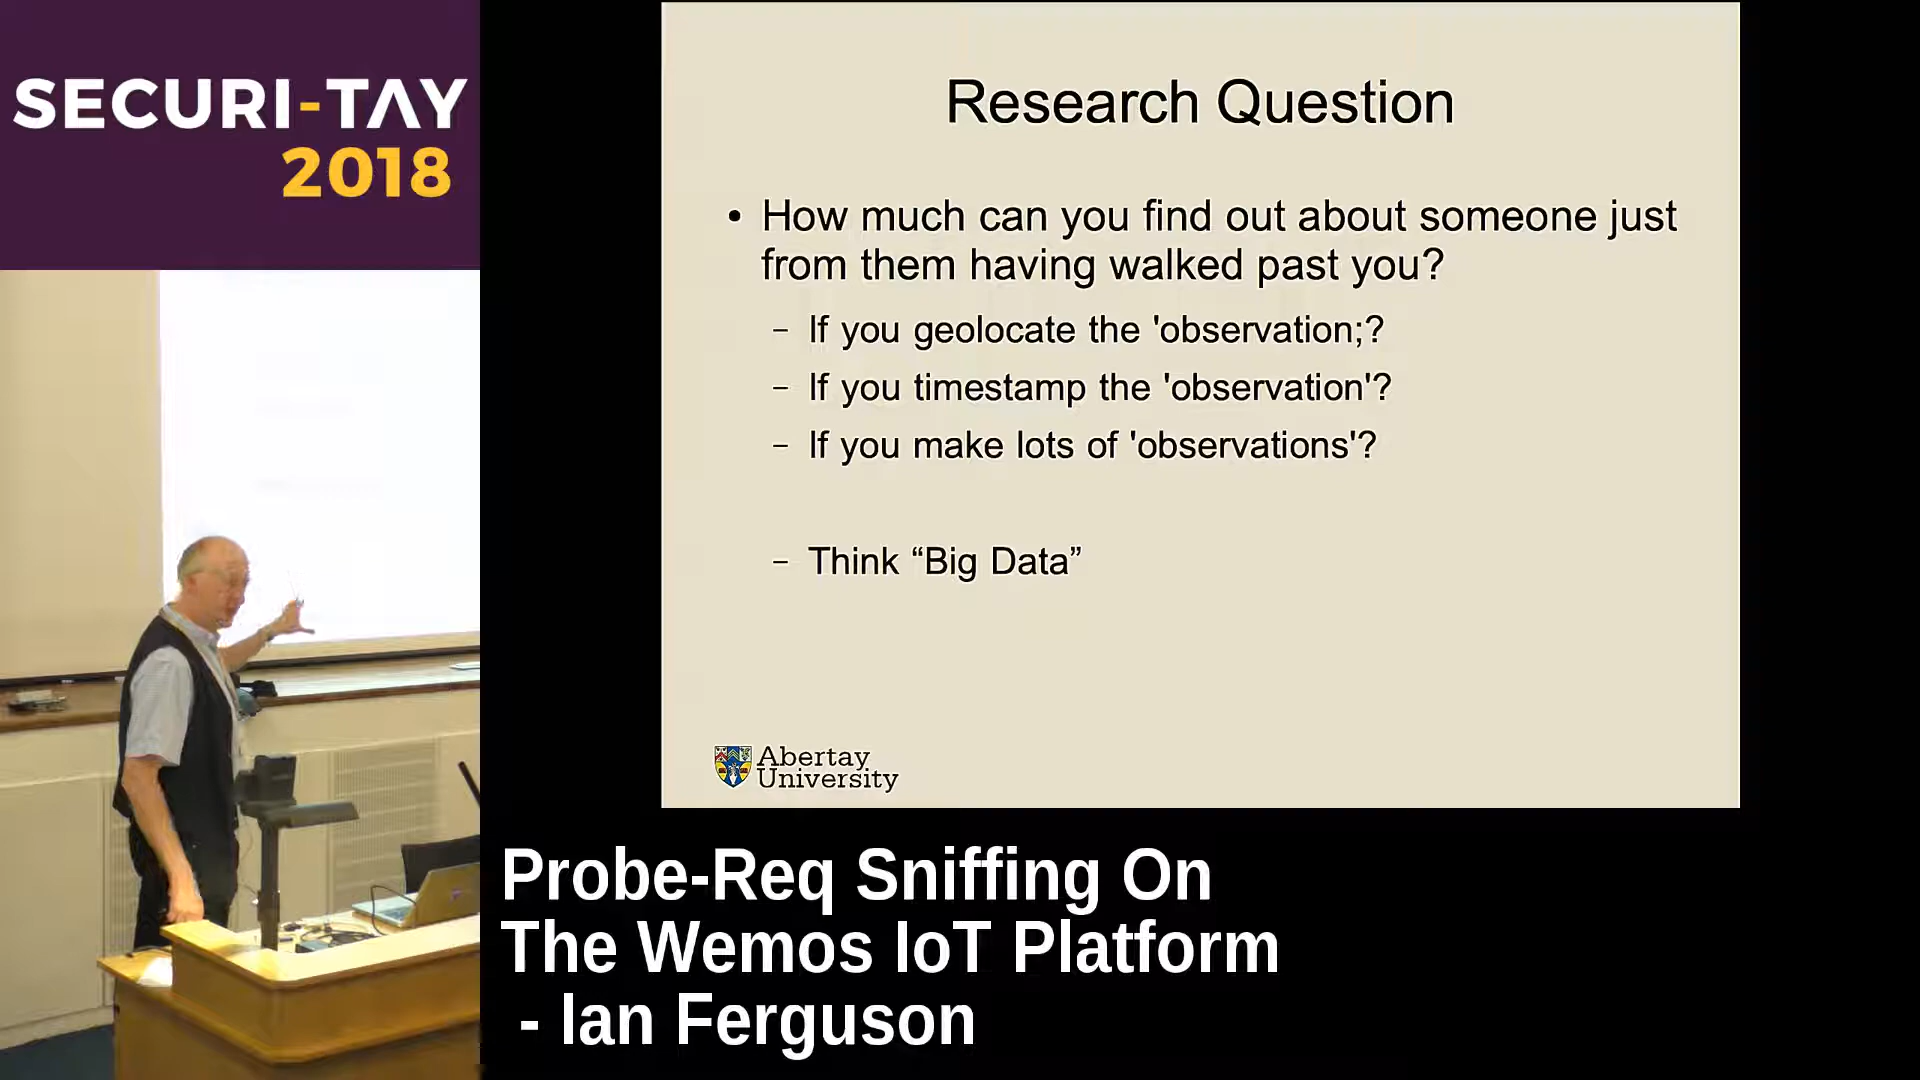 SECURI-TAY
2018
Research Question
• How much can you find out about someone just
from them having walked past you?
– If you geolocate the 'observation;?
– If you timestamp the 'observation'?
– If you make lots of 'observations'?
– Think “Big Data”
Abertay
University
Probe-Req Sniffing On
The Wemos IoT Platform
- Ian Ferguson